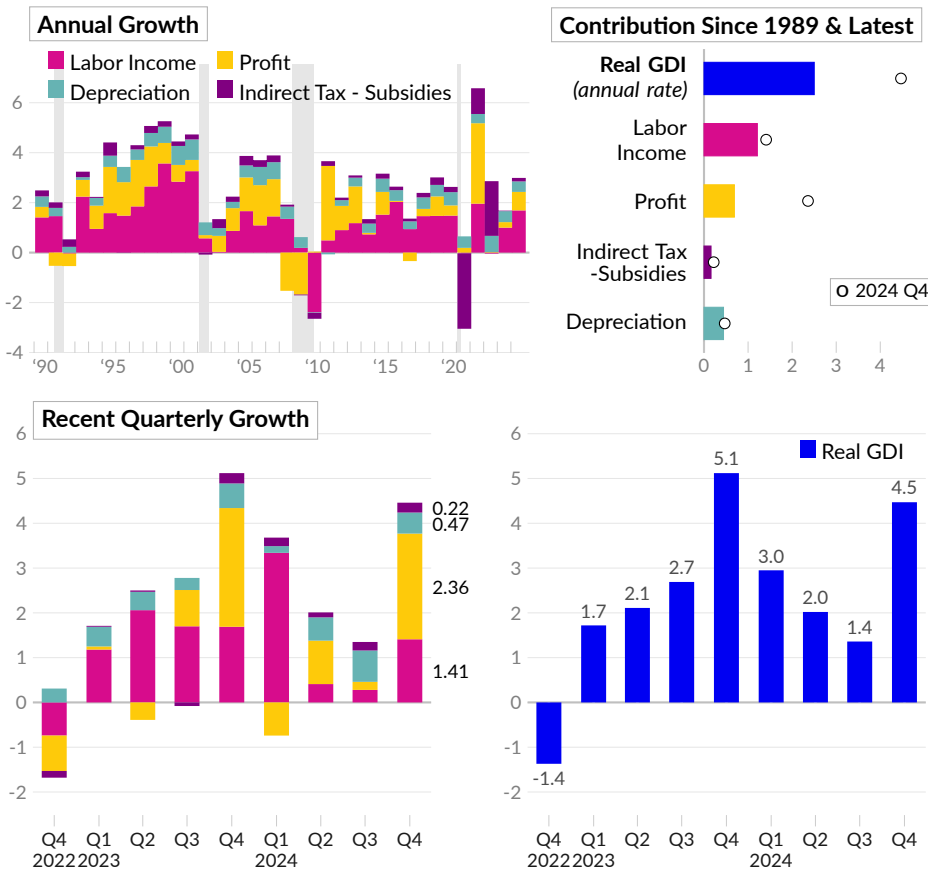 Annual Growth
Labor Income
Profit
Depreciation
Indirect Tax - Subsidies
6
4
2
0
-2
-4
‘90
‘95
‘00
‘05
‘10
‘15
‘20
Contribution Since 1989 & Latest
Real GDI
(annual rate)
Labor
Income
Profit
Indirect Tax
-Subsidies
Depreciation
2024 Q4
0 1 2 3 4
Recent Quarterly Growth
6
5
4
3
2
1
0
-1
-2
0.22
0.47
2.36
1.41
Q4 Q1 Q2 Q3 Q4 Q1 Q2 Q3 Q4
2022 2023 2024
Real GDI
6
5
4
3
2
1
0
-1
-2
-1.4
1.7
2.1
2.7
5.1
3.0
2.0
1.4
4.5
Q4 Q1 Q2 Q3 Q4 Q1 Q2 Q3 Q4
2022 2023 2024